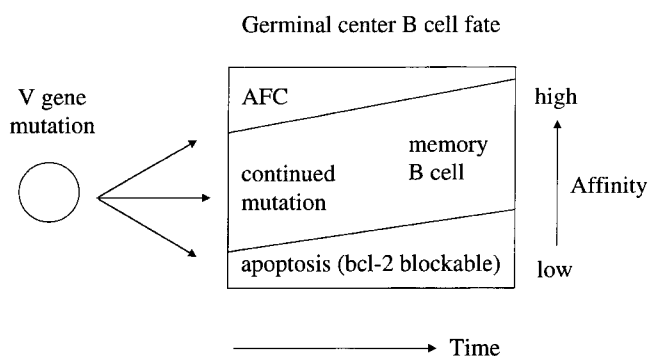 Germinal center B cell fate
V gene
mutation
AFC
continued
mutation
memory
B cell
apoptosis (bcl-2 blockable)
high
Affinity
low
Time